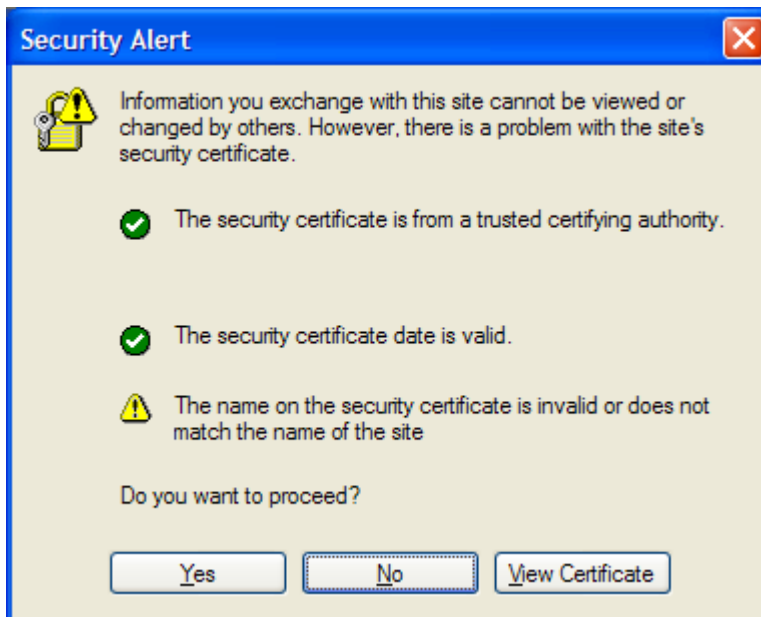 Security Alert
Information you exchange with this site cannot be viewed or
changed by others. However, there is a problem with the site's
security certificate.
The security certificate is from a trusted certifying authority.
The security certificate date is valid.
The name on the security certificate is invalid or does not
match the name of the site
Do you want to proceed?
Yes No View Certificate